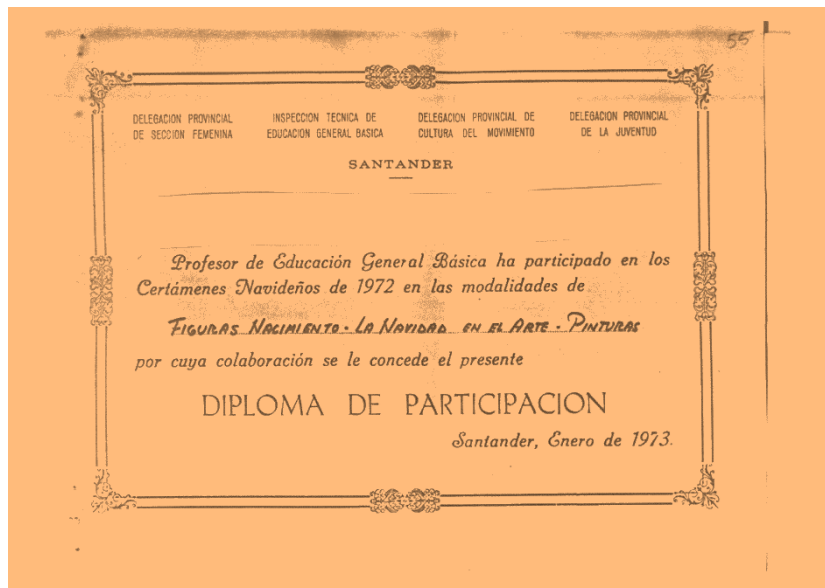 55
DELEGACION PROVINCIAL DE SECCION FEMENINA
INSPECCION TECNICA DE EDUCACION GENERAL BASICA
DELEGACION PROVINCIAL DE CULTURA DEL MOVIMIENTO
DELEGACION PROVINCIAL DE LA JUVENTUD
SANTANDER
Profesor de Educación General Básica ha participado en los
Certámenes Navideños de 1972 en las modalidades de
FIGURAS NACIMIENTO - LA NAVIDAD EN EL ARTE - PINTURAS
por cuya colaboración se le concede el presente
DIPLOMA DE PARTICIPACION
Santander, Enero de 1973.